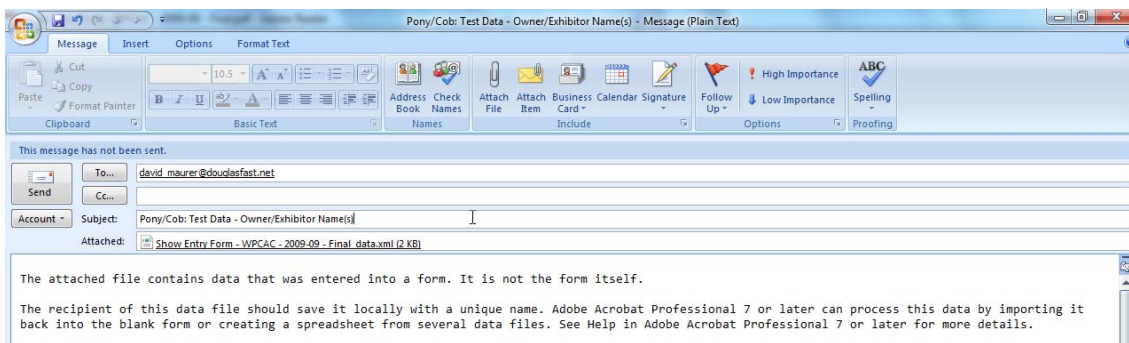 Pony/Cob: Test Data - Owner/Exhibitor Name(s) - Message (Plain Text)
Message Insert Options Format Text
Paste
Cut
Copy
Format Painter
Clipboard
10.5
B I U
Basic Text
Address Book
Check Names
Names
Attach File
Attach Item
Business Card
Calendar
Signature
Include
Follow Up
High Importance
Low Importance
Options
ABC
Spelling
Proofing
This message has not been sent.
Send
To... david_maurer@douglasfast.net
Cc...
Account
Subject: Pony/Cob: Test Data - Owner/Exhibitor Name(s)
Attached: Show Entry Form - WPCAC - 2009-09 - Final_data.xml (2 KB)
The attached file contains data that was entered into a form. It is not the form itself.
The recipient of this data file should save it locally with a unique name. Adobe Acrobat Professional 7 or later can process this data by importing it
back into the blank form or creating a spreadsheet from several data files. See Help in Adobe Acrobat Professional 7 or later for more details.